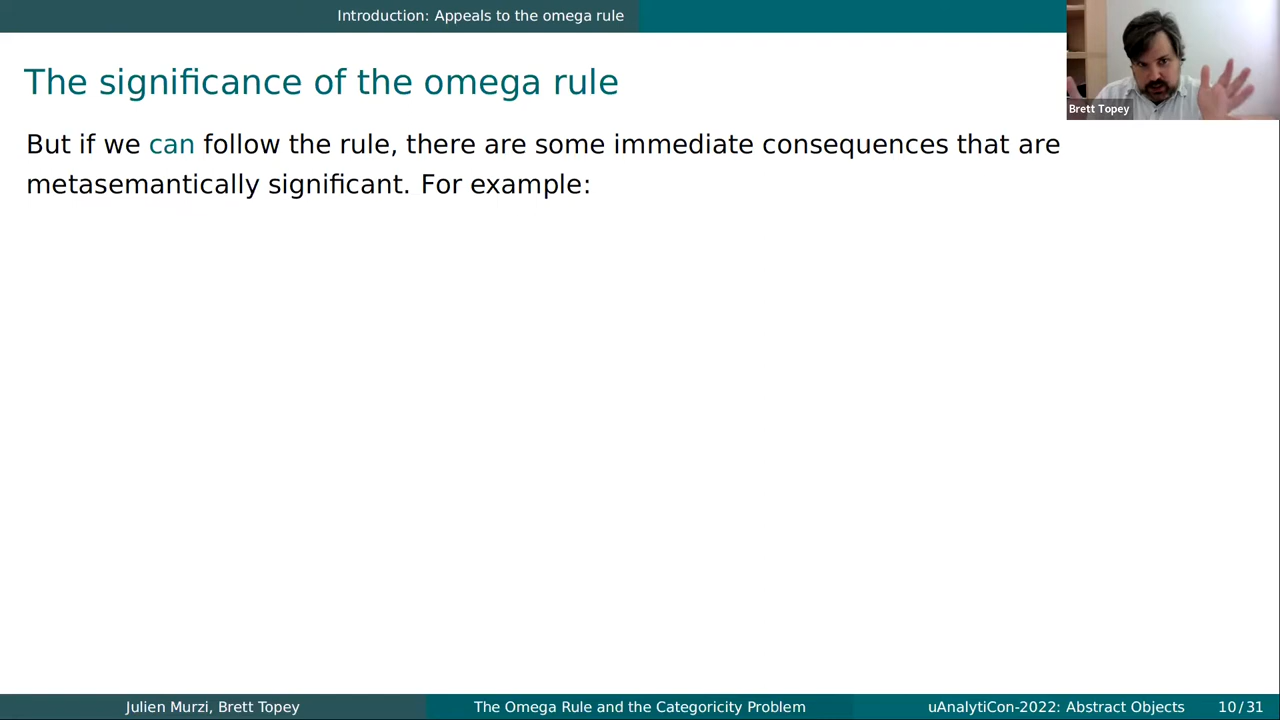 Introduction: Appeals to the omega rule
Brett Topey
The significance of the omega rule
But if we can follow the rule, there are some immediate consequences that are
metasemantically significant. For example:
Julien Murzi, Brett Topey
The Omega Rule and the Categoricity Problem
uAnalytiCon-2022: Abstract Objects
10/31